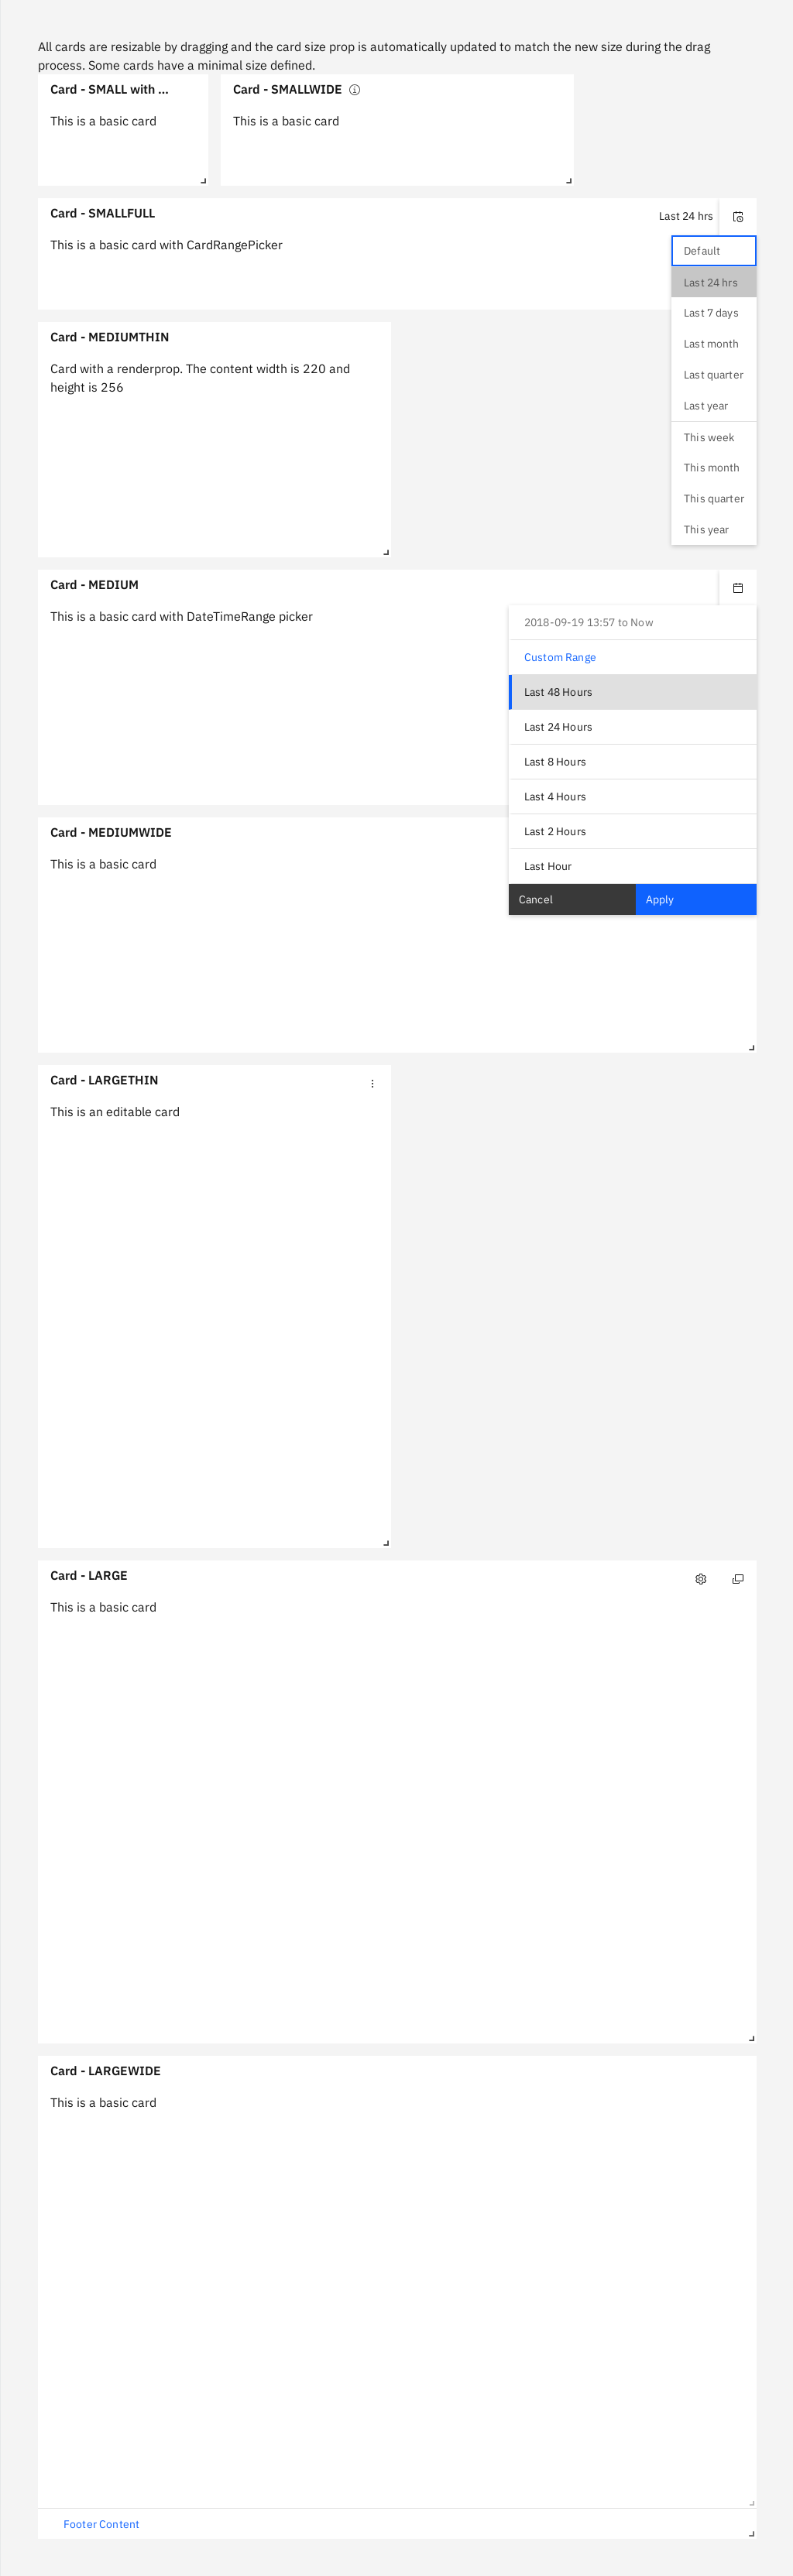 All cards are resizable by dragging and the card size prop is automatically updated to match the new size during the drag
process. Some cards have a minimal size defined.
Card - SMALL with ...
This is a basic card
Card - SMALLWIDE
This is a basic card
Card - SMALLFULL
Last 24 hrs
This is a basic card with CardRangePicker
Default
Last 24 hrs
Last 7 days
Last month
Last quarter
Last year
This week
This month
This quarter
This year
Card - MEDIUMTHIN
Card with a renderprop. The content width is 220 and
height is 256
Card - MEDIUM
This is a basic card with DateTimeRange picker
2018-09-19 13:57 to Now
Custom Range
Last 48 Hours
Last 24 Hours
Last 8 Hours
Last 4 Hours
Last 2 Hours
Last Hour
Cancel
Apply
Card - MEDIUMWIDE
This is a basic card
Card - LARGETHIN
This is an editable card
Card - LARGE
This is a basic card
Card - LARGEWIDE
This is a basic card
Footer Content